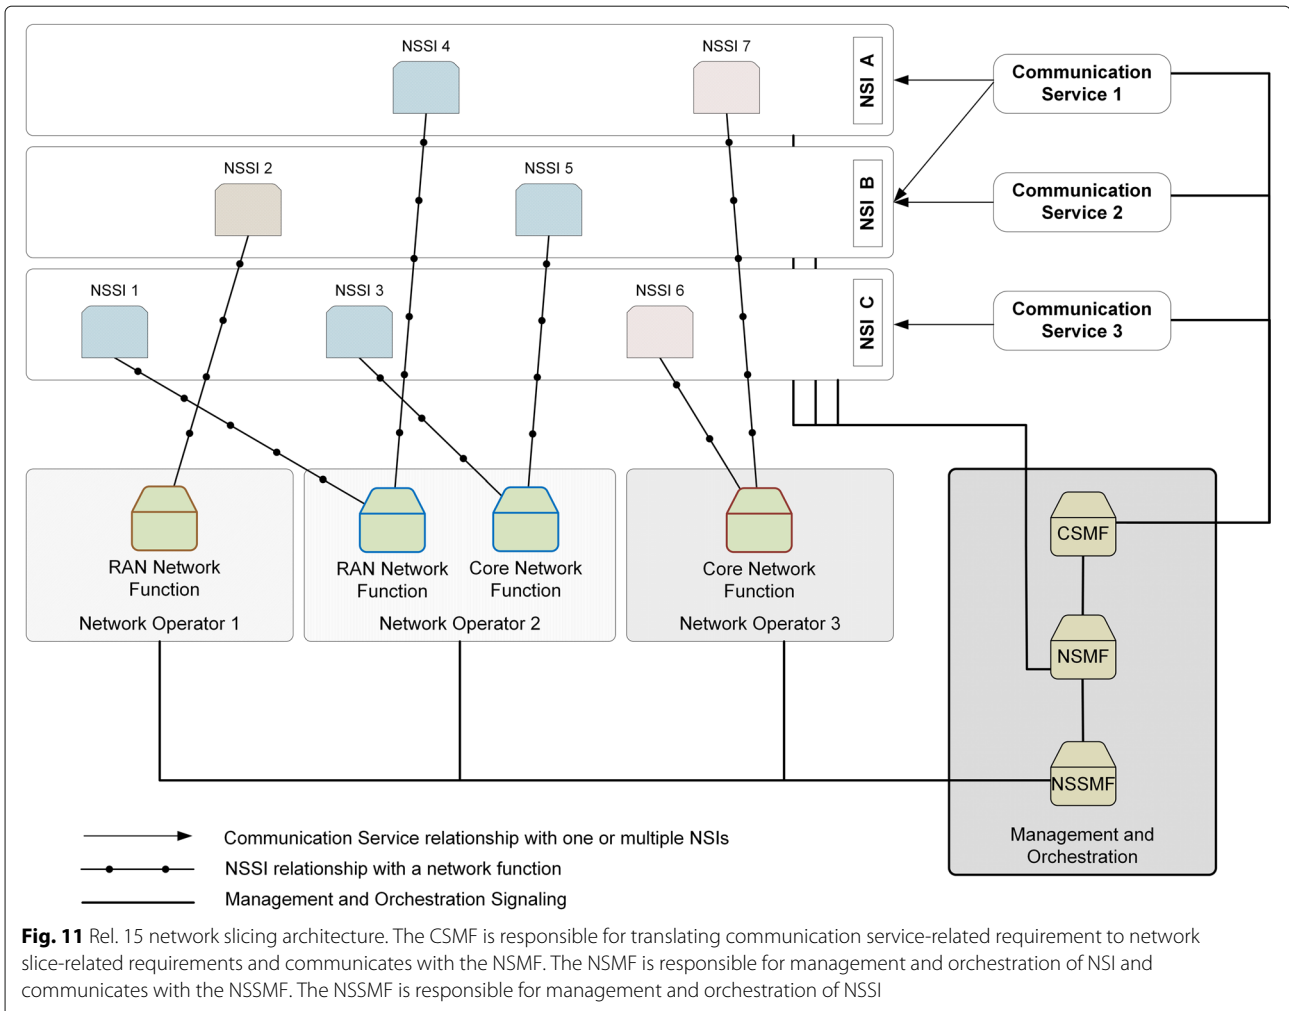 NSSI 4
NSSI 7
NSI A
Communication
Service 1
NSSI 2
NSSI 5
NSI B
Communication
Service 2
NSSI 1
NSSI 3
NSSI 6
NSI C
Communication
Service 3
RAN Network
Function
Network Operator 1
RAN Network
Function
Core Network
Function
Network Operator 2
Core Network
Function
Network Operator 3
CSMF
NSMF
NSSMF
Management and
Orchestration
Communication Service relationship with one or multiple NSIs
NSSI relationship with a network function
Management and Orchestration Signaling
Fig. 11 Rel. 15 network slicing architecture. The CSMF is responsible for translating communication service-related requirement to network
slice-related requirements and communicates with the NSMF. The NSMF is responsible for management and orchestration of NSI and
communicates with the NSSMF. The NSSMF is responsible for management and orchestration of NSSI